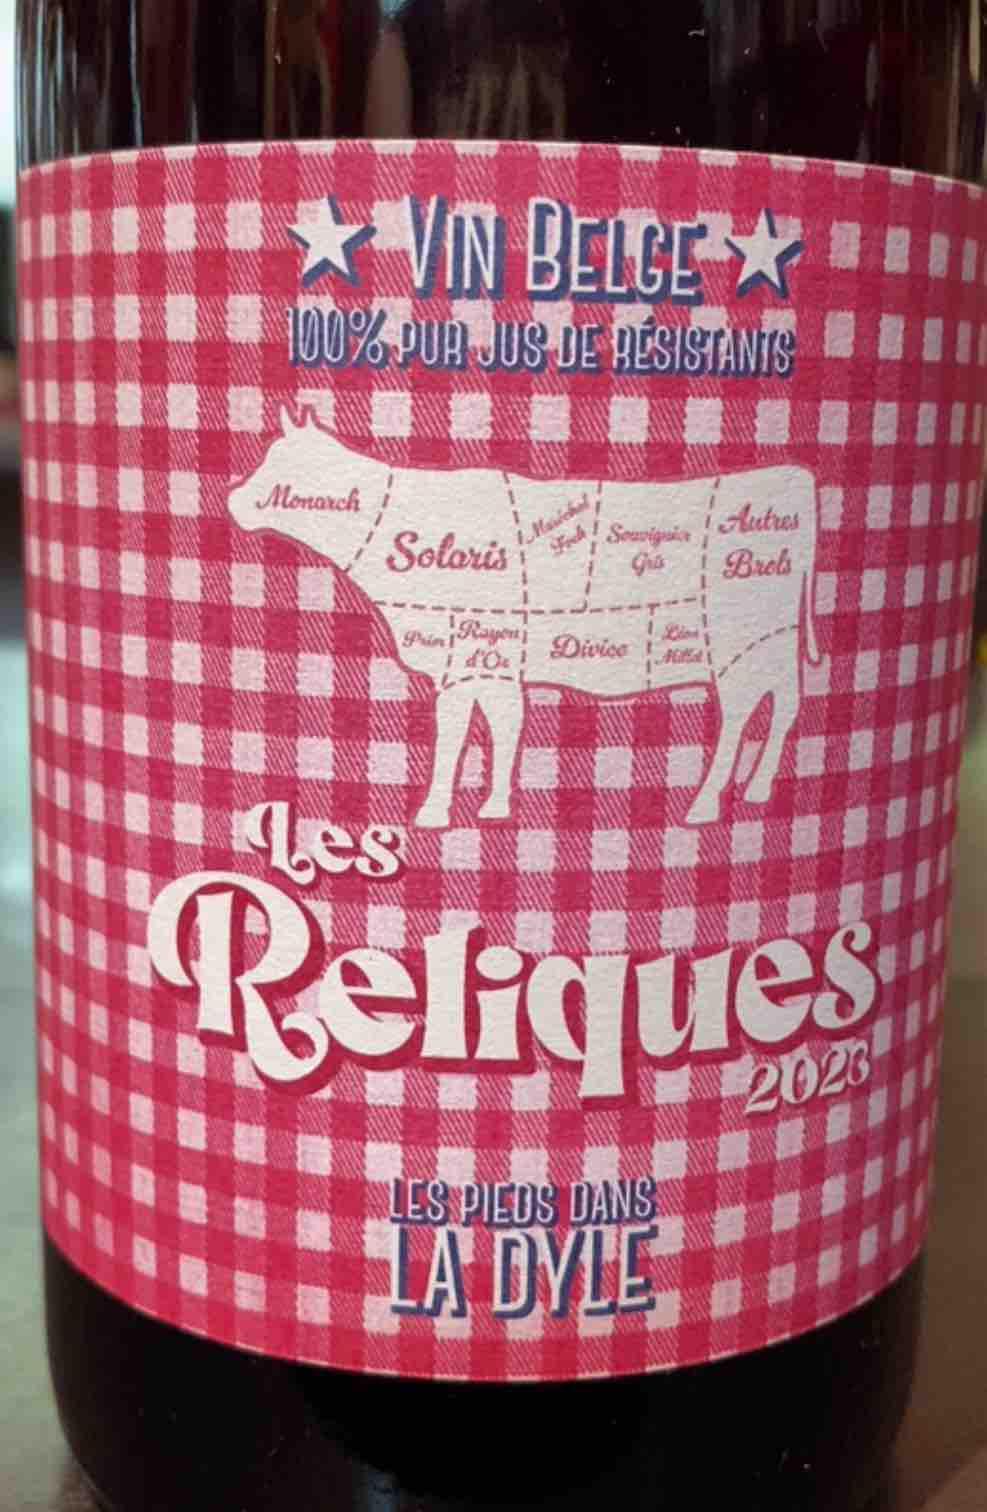 VIN BELGE
100% PUR JUS DE RÉSISTANTS
Monarch
Solaris
Maréchal
Foch
Souvignier
Gris
Autres
Brols
Prior
Rayon
d'Or
Divico
Léon
Millot
Les
Reliques
2023
LES PIEDS DANS
LA DYLE